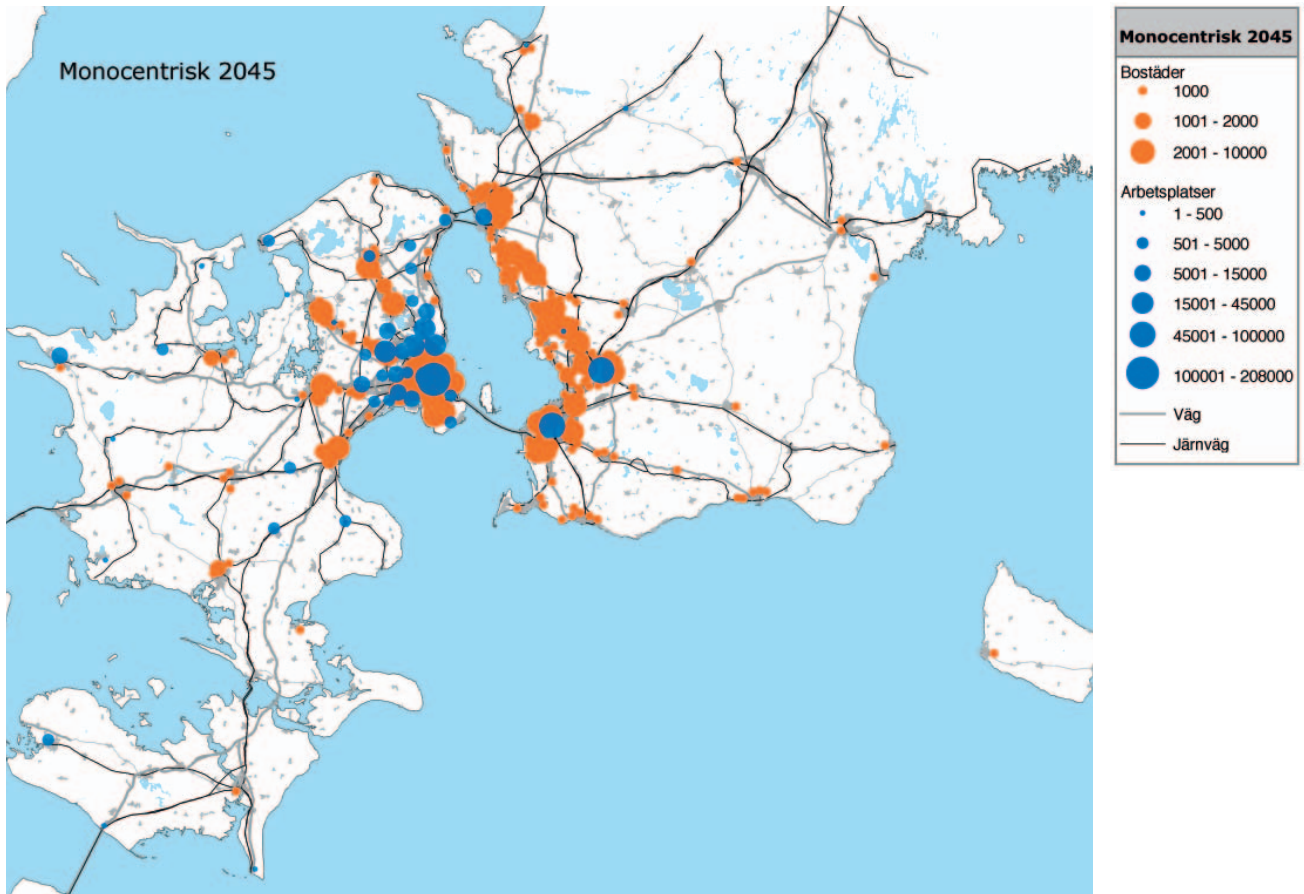 Monocentrisk 2045
Monocentrisk 2045
Bostäder
1000
1001 - 2000
2001 - 10000
Arbetsplatser
1 - 500
501 - 5000
5001 - 15000
15001 - 45000
45001 - 100000
100001 - 208000
Väg
Järnväg